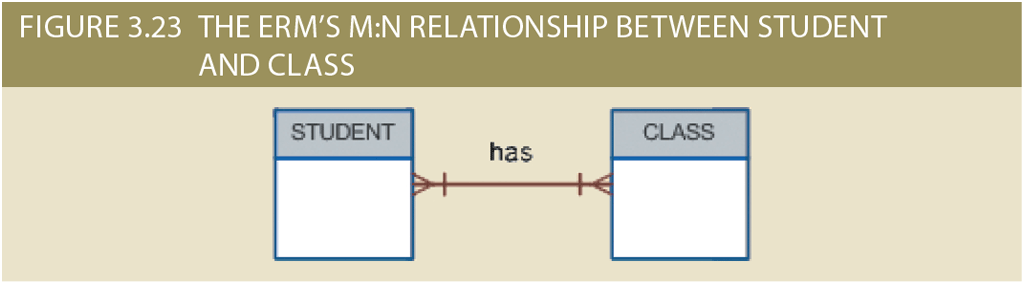 FIGURE 3.23 THE ERM'S M:N RELATIONSHIP BETWEEN STUDENT
AND CLASS
STUDENT
has
CLASS